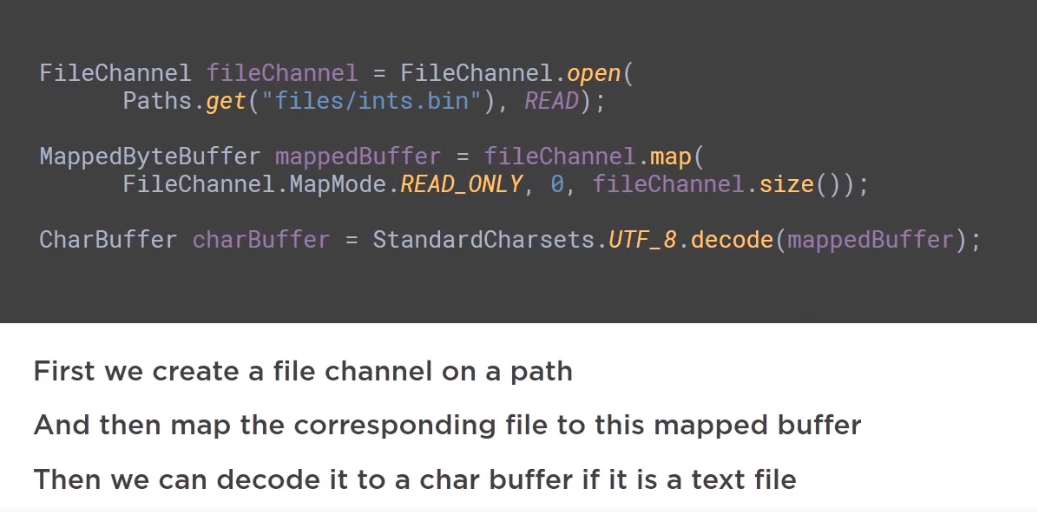 FileChannel fileChannel = FileChannel.open(
Paths.get("files/ints.bin"), READ);
MappedByteBuffer mappedBuffer = fileChannel.map(
FileChannel.MapMode.READ_ONLY, 0, fileChannel.size());
CharBuffer charBuffer = StandardCharsets.UTF_8.decode(mappedBuffer);
First we create a file channel on a path
And then map the corresponding file to this mapped buffer
Then we can decode it to a char buffer if it is a text file